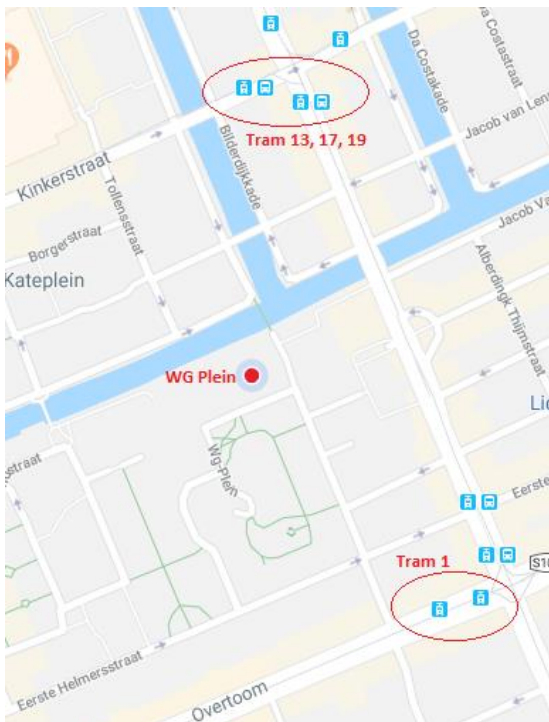 Da Costakade
Da Costastraat
Tram 13, 17, 19
Jacob van Len
Bilderdijkkade
Kinkerstraat
Tollensstraat
Jacob Va
Borgerstraat
Kateplein
Alberdingk Thijmstraat
WG Plein
Lid
sstraat
Wg-Plein
Eerste
Tram 1
S10
Eerste Helmersstraat
Overtoom